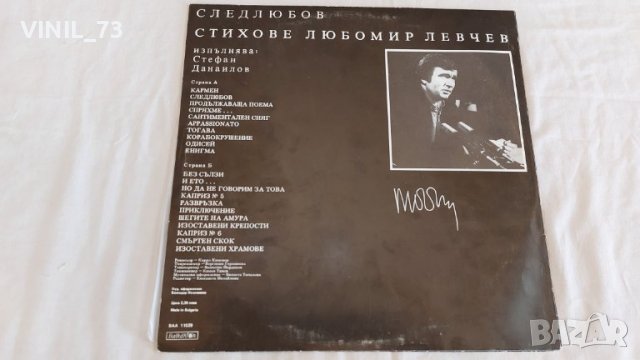 VINIL_73
СЛЕДЛЮБОВ
СТИХОВЕ ЛЮБОМИР ЛЕВЧЕВ
ИЗПЪЛНЯВА:
Стефан
Данаилов
Страна А
КАРМЕН
СЛЕДЛЮБОВ
ПРОДЪЛЖАВАЩА ПОЕМА
СПРЯХМЕ...
САНТИМЕНТАЛЕН СНЯГ
APPASSIONATO
ТОГАВА
КОРАБОКРУШЕНИЕ
ОДИСЕЙ
ЕНИГМА
Страна Б
БЕЗ СЪЛЗИ
И ЕТО...
НО ДА НЕ ГОВОРИМ ЗА ТОВА
КАПРИЗ № 5
РАЗВРЪЗКА
ПРИКЛЮЧЕНИЕ
ШЕГИТЕ НА АМУРА
ИЗОСТАВЕНИ КРЕПОСТИ
КАПРИЗ № 6
СМЪРТЕН СКОК
ИЗОСТАВЕНИ ХРАМОВЕ
Made in Bulgaria
BAZAR